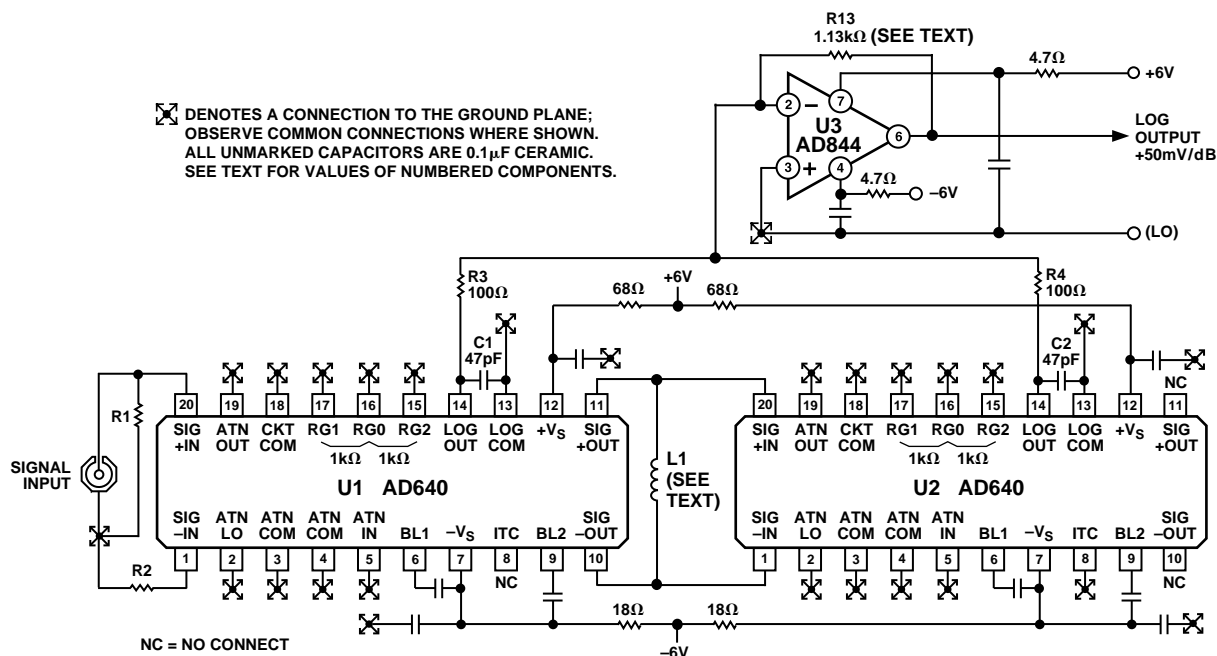 R13
1.13kΩ (SEE TEXT)
4.7Ω
+6V
DENOTES A CONNECTION TO THE GROUND PLANE;
OBSERVE COMMON CONNECTIONS WHERE SHOWN.
ALL UNMARKED CAPACITORS ARE 0.1µF CERAMIC.
SEE TEXT FOR VALUES OF NUMBERED COMPONENTS.
2 – 7
U3
AD844
6
3 + 4
LOG
OUTPUT
+50mV/dB
4.7Ω
–6V
(LO)
R3
100Ω
68Ω +6V 68Ω
R4
100Ω
C1
47pF
C2
47pF
NC
R1
20 19 18 17 16 15 14 13 12 11
SIG
+IN
ATN
OUT
CKT
COM
RG1 RG0 RG2
LOG
OUT
LOG
COM
+VS
SIG
+OUT
1kΩ 1kΩ
SIGNAL
INPUT
U1 AD640
SIG
–IN
ATN
LO
ATN
COM
ATN
COM
ATN
IN
BL1 –VS ITC BL2
SIG
–OUT
1 2 3 4 5 6 7 8 9 10
R2
NC
L1
(SEE
TEXT)
20 19 18 17 16 15 14 13 12 11
SIG
+IN
ATN
OUT
CKT
COM
RG1 RG0 RG2
LOG
OUT
LOG
COM
+VS
SIG
+OUT
1kΩ 1kΩ
U2 AD640
SIG
–IN
ATN
LO
ATN
COM
ATN
COM
ATN
IN
BL1 –VS ITC BL2
SIG
–OUT
1 2 3 4 5 6 7 8 9 10
NC
18Ω 18Ω
–6V
NC = NO CONNECT